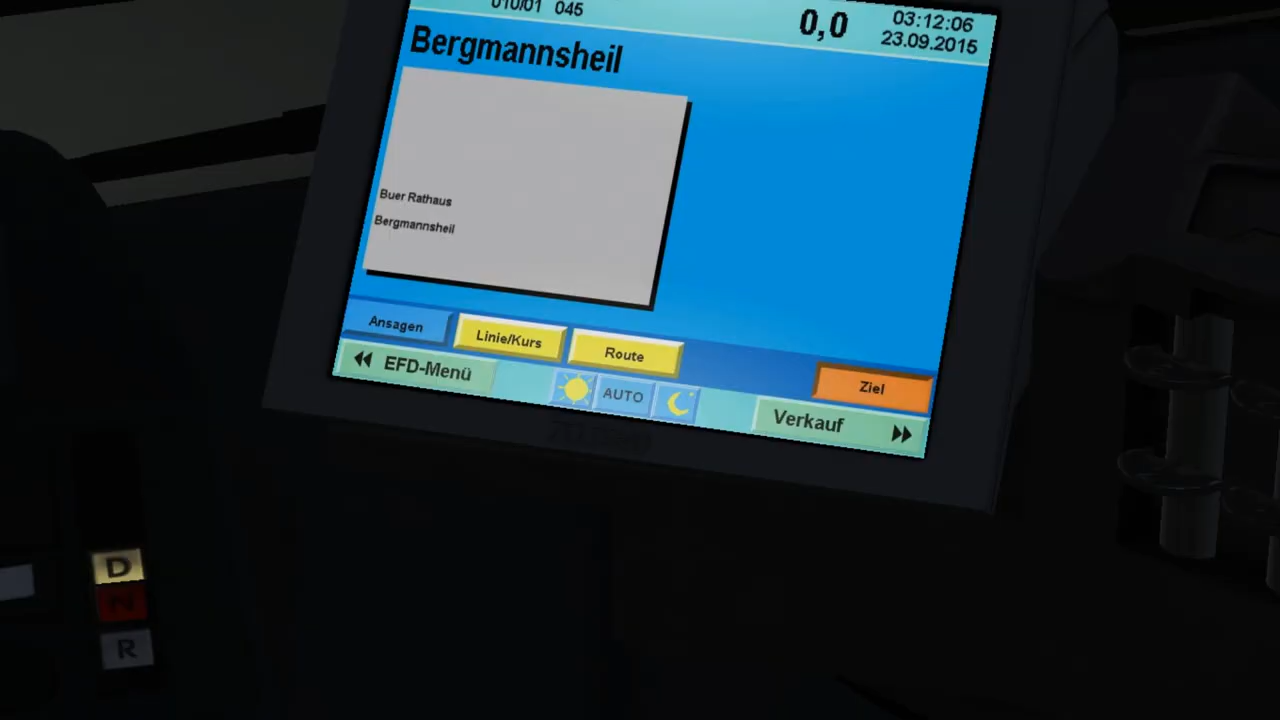 010/01 045
0,0
03:12:06
23.09.2015
Bergmannsheil
Buer Rathaus
Bergmannsheil
Ansagen
Linie/Kurs
Route
Ziel
EFD-Menü
AUTO
Verkauf
D
N
R